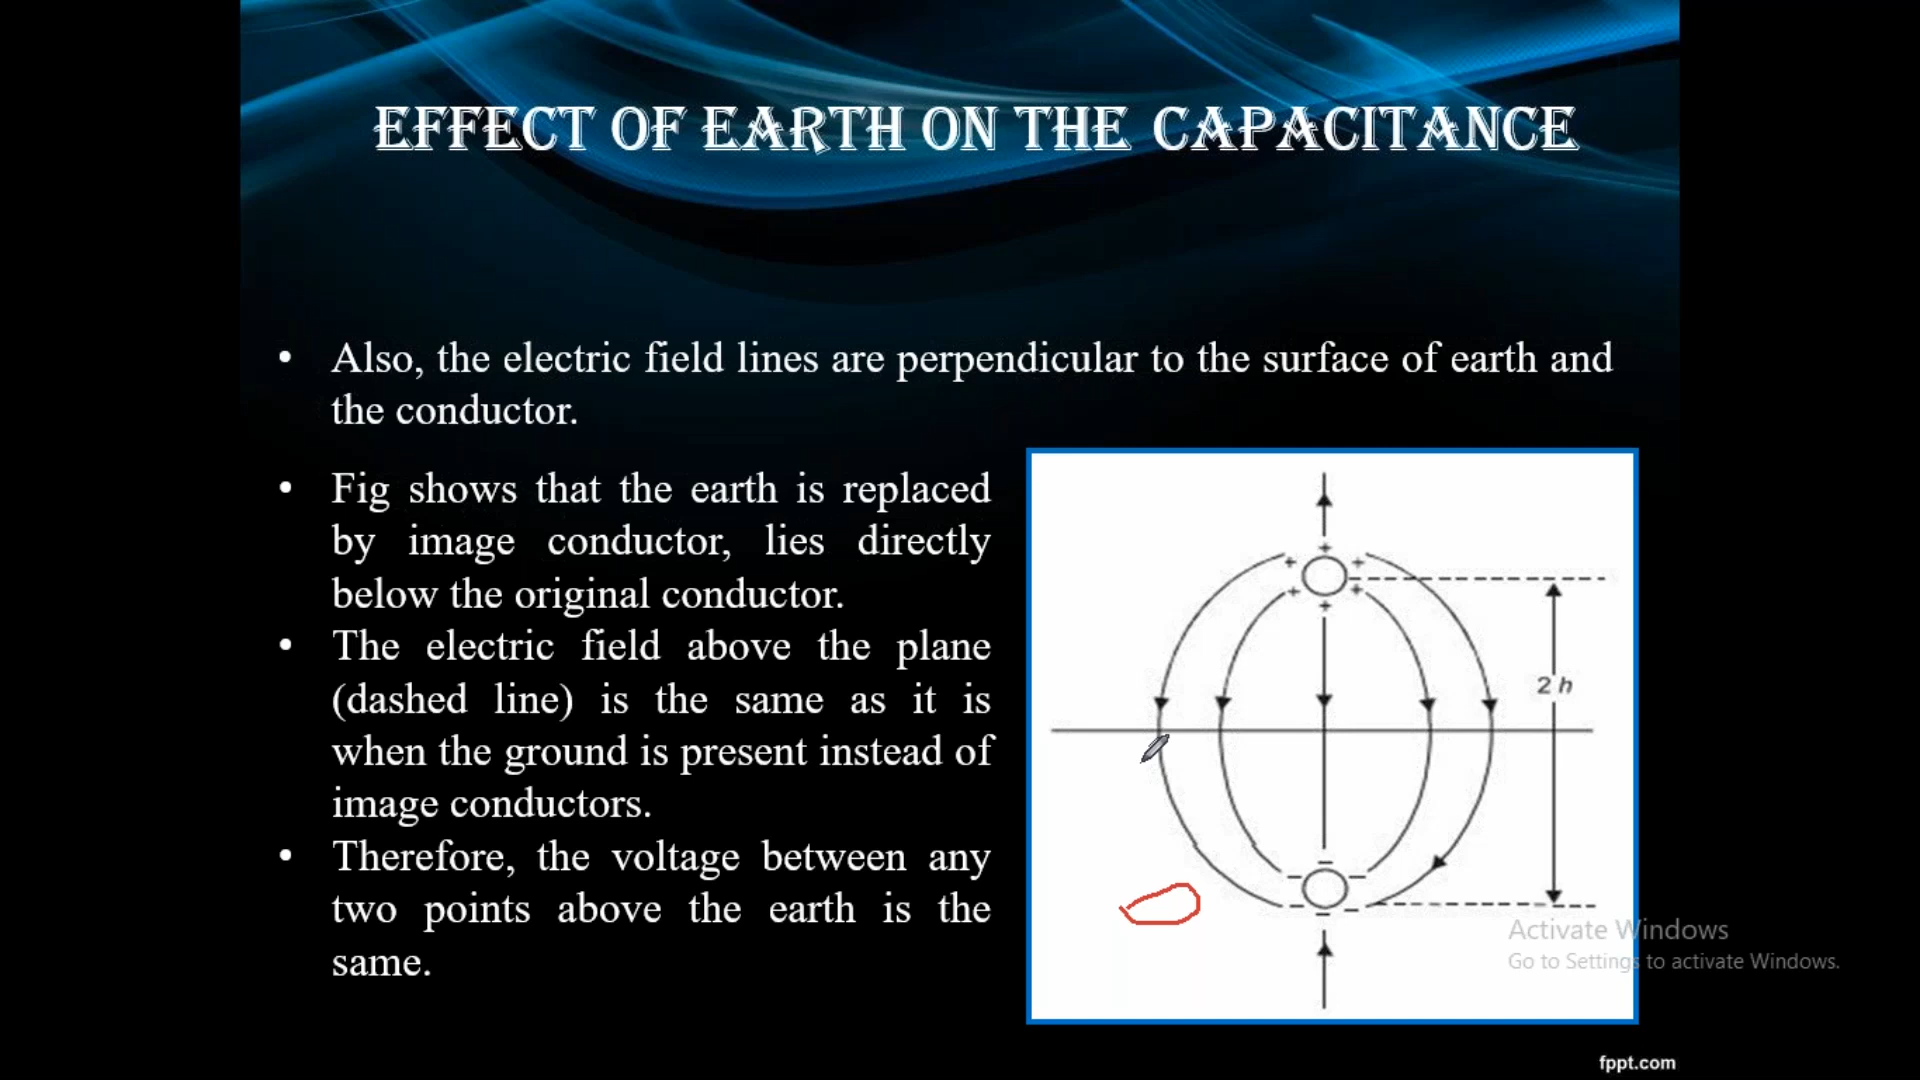 EFFECT OF EARTH ON THE CAPACITANCE
• Also, the electric field lines are perpendicular to the surface of earth and
the conductor.
• Fig shows that the earth is replaced
by image conductor, lies directly
below the original conductor.
• The electric field above the plane
(dashed line) is the same as it is
when the ground is present instead of
image conductors.
• Therefore, the voltage between any
two points above the earth is the
same.
2 h
Activate Windows
Go to Settings to activate Windows.
fppt.com